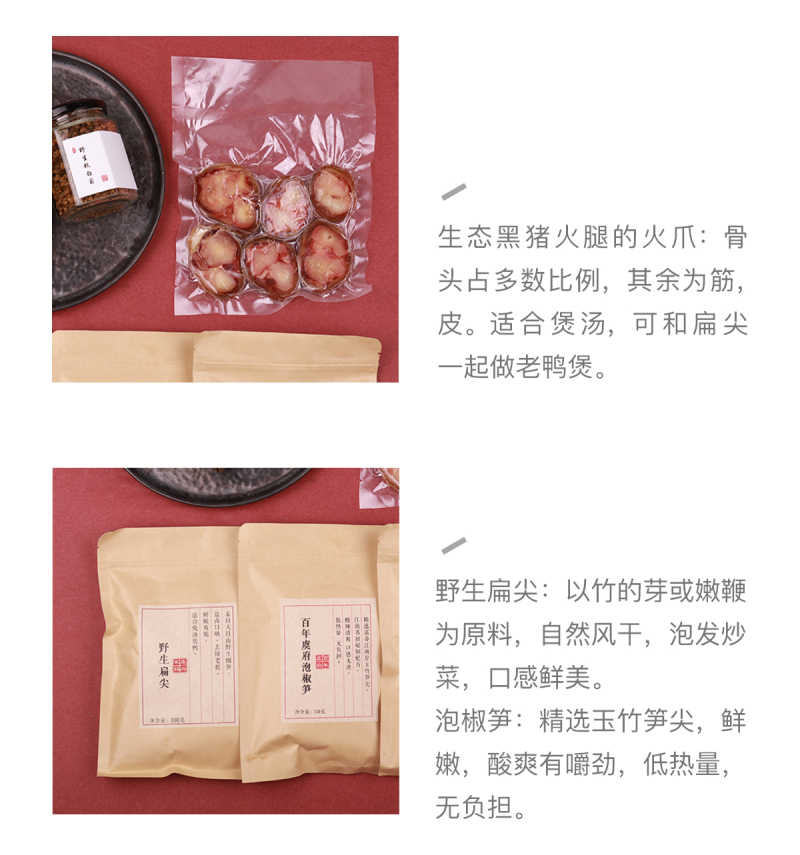 生态黑猪火腿的火爪：骨
头占多数比例，其余为筋，
皮。适合煲汤，可和扁尖
一起做老鸭煲。
野生扁尖：以竹的芽或嫩鞭
为原料，自然风干，泡发炒
菜，口感鲜美。
泡椒笋：精选玉竹笋尖，鲜
嫩，酸爽有嚼劲，低热量，
无负担。
野生扁尖
百年虞府泡椒笋